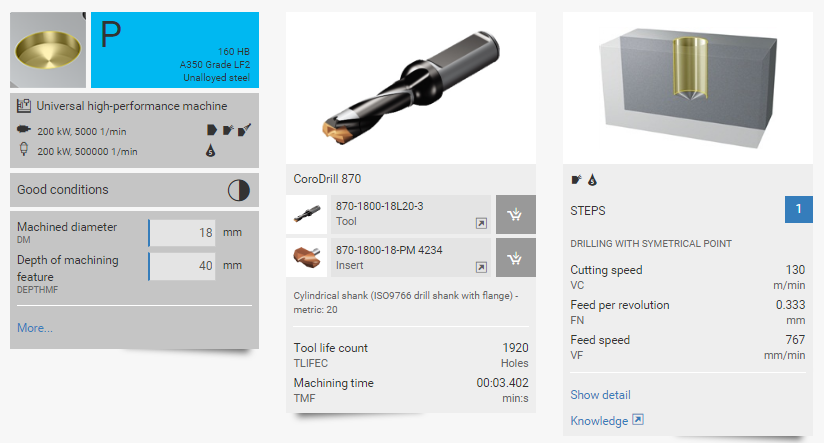 P
160 HB
A350 Grade LF2
Unalloyed steel
Universal high-performance machine
200 kW, 5000 1/min
200 kW, 500000 1/min
Good conditions
Machined diameter
DM
18 mm
Depth of machining
feature
DEPTHMF
40 mm
More...
CoroDrill 870
870-1800-18L20-3
Tool
870-1800-18-PM 4234
Insert
Cylindrical shank (ISO9766 drill shank with flange) -
metric: 20
Tool life count 1920
TLIFEC Holes
Machining time 00:03.402
TMF min:s
STEPS 1
DRILLING WITH SYMETRICAL POINT
Cutting speed 130
VC m/min
Feed per revolution 0.333
FN mm
Feed speed 767
VF mm/min
Show detail
Knowledge